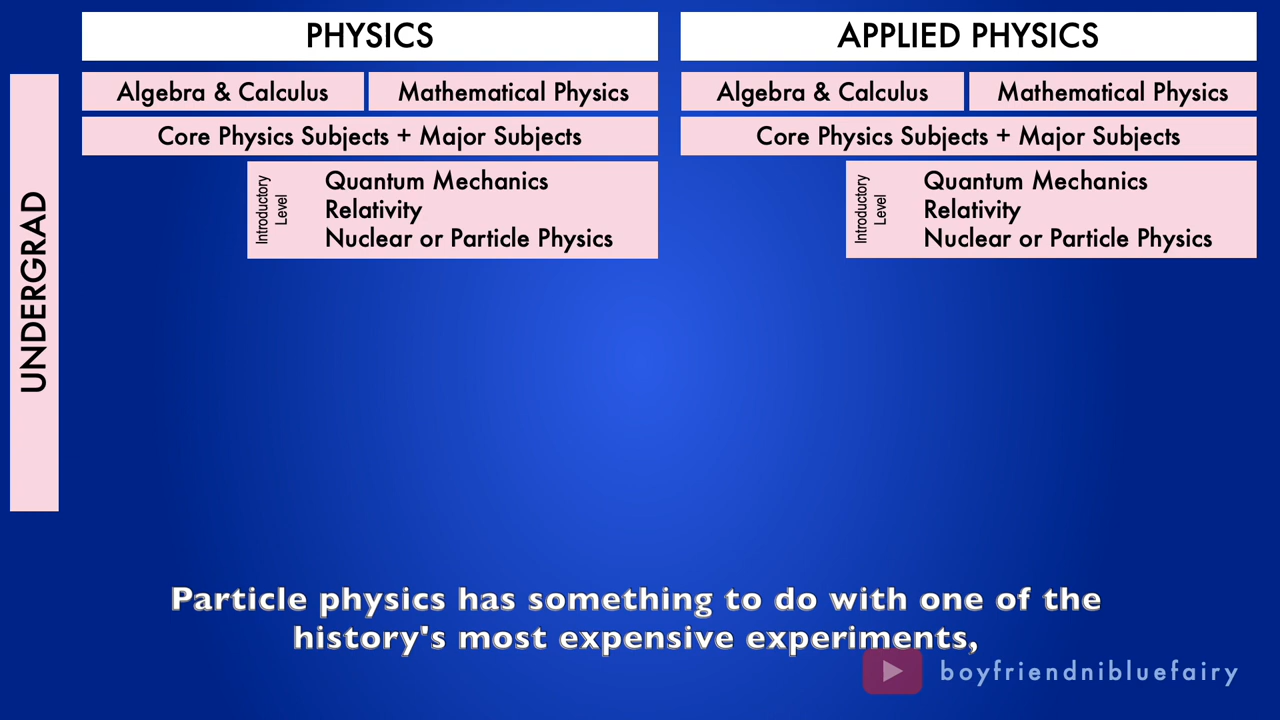 PHYSICS
APPLIED PHYSICS
UNDERGRAD
Algebra & Calculus
Mathematical Physics
Algebra & Calculus
Mathematical Physics
Core Physics Subjects + Major Subjects
Core Physics Subjects + Major Subjects
Introductory
Level
Quantum Mechanics
Relativity
Nuclear or Particle Physics
Introductory
Level
Quantum Mechanics
Relativity
Nuclear or Particle Physics
Particle physics has something to do with one of the
history's most expensive experiments,
boyfriendnibluefairy